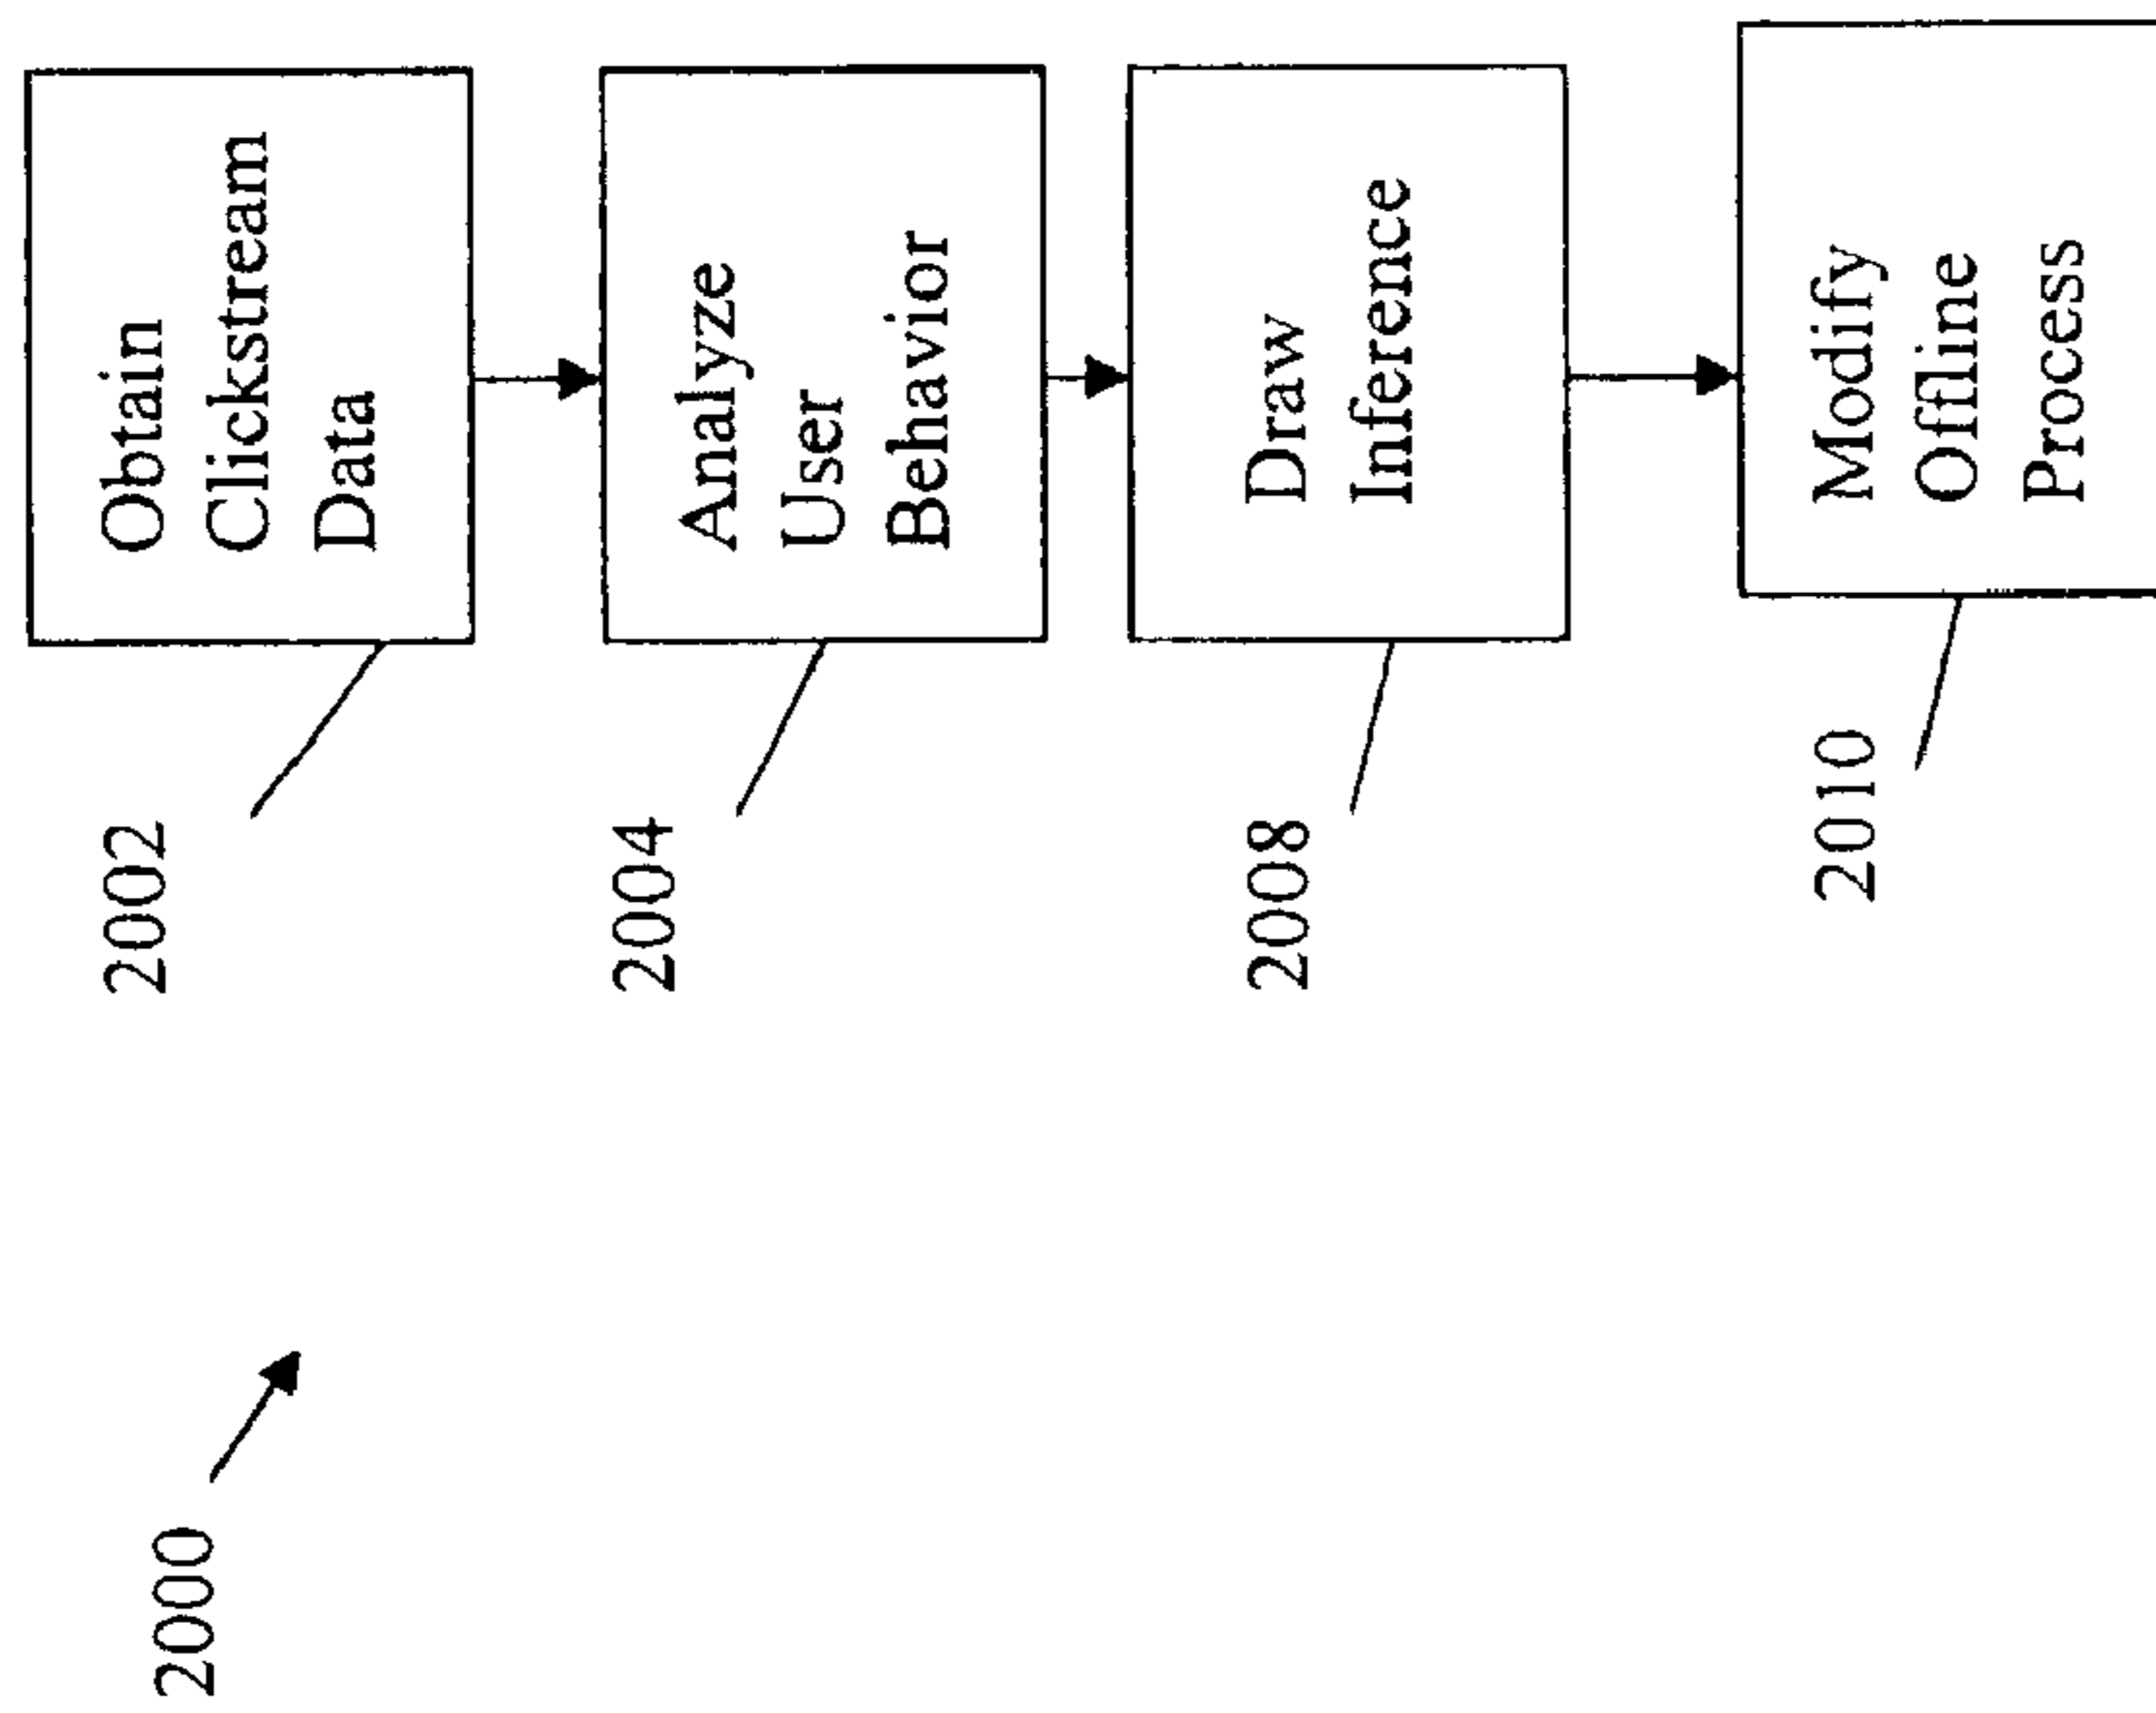 2000
2002
Obtain
Clickstream
Data
2004
Analyze
User
Behavior
2008
Draw
Inference
2010
Modify
Offline
Process